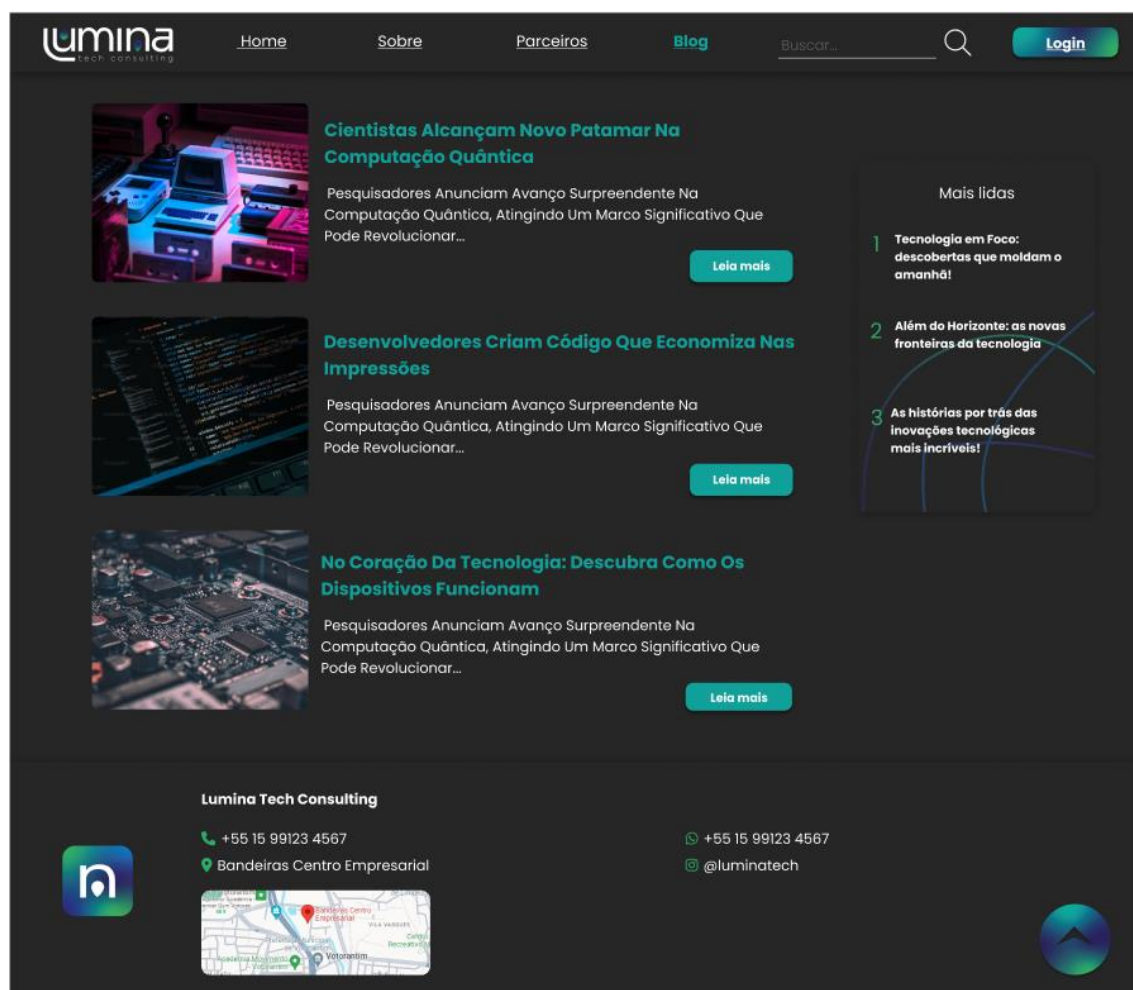 lumina
tech consulting
Home
Sobre
Parceiros
Blog
Buscar...
Login
Cientistas Alcançam Novo Patamar Na
Computação Quântica
Pesquisadores Anunciam Avanço Surpreendente Na
Computação Quântica, Atingindo Um Marco Significativo Que
Pode Revolucionar...
Leia mais
Desenvolvedores Criam Código Que Economiza Nas
Impressões
Pesquisadores Anunciam Avanço Surpreendente Na
Computação Quântica, Atingindo Um Marco Significativo Que
Pode Revolucionar...
Leia mais
No Coração Da Tecnologia: Descubra Como Os
Dispositivos Funcionam
Pesquisadores Anunciam Avanço Surpreendente Na
Computação Quântica, Atingindo Um Marco Significativo Que
Pode Revolucionar...
Leia mais
Mais lidas
1 Tecnologia em Foco:
descobertas que moldam o
amanhã!
2 Além do Horizonte: as novas
fronteiras da tecnologia
3 As histórias por trás das
inovações tecnológicas
mais incríveis!
Lumina Tech Consulting
+55 15 99123 4567
Bandeiras Centro Empresarial
+55 15 99123 4567
@luminatech
n
Bandeiras Centro
Empresarial
Votorantim